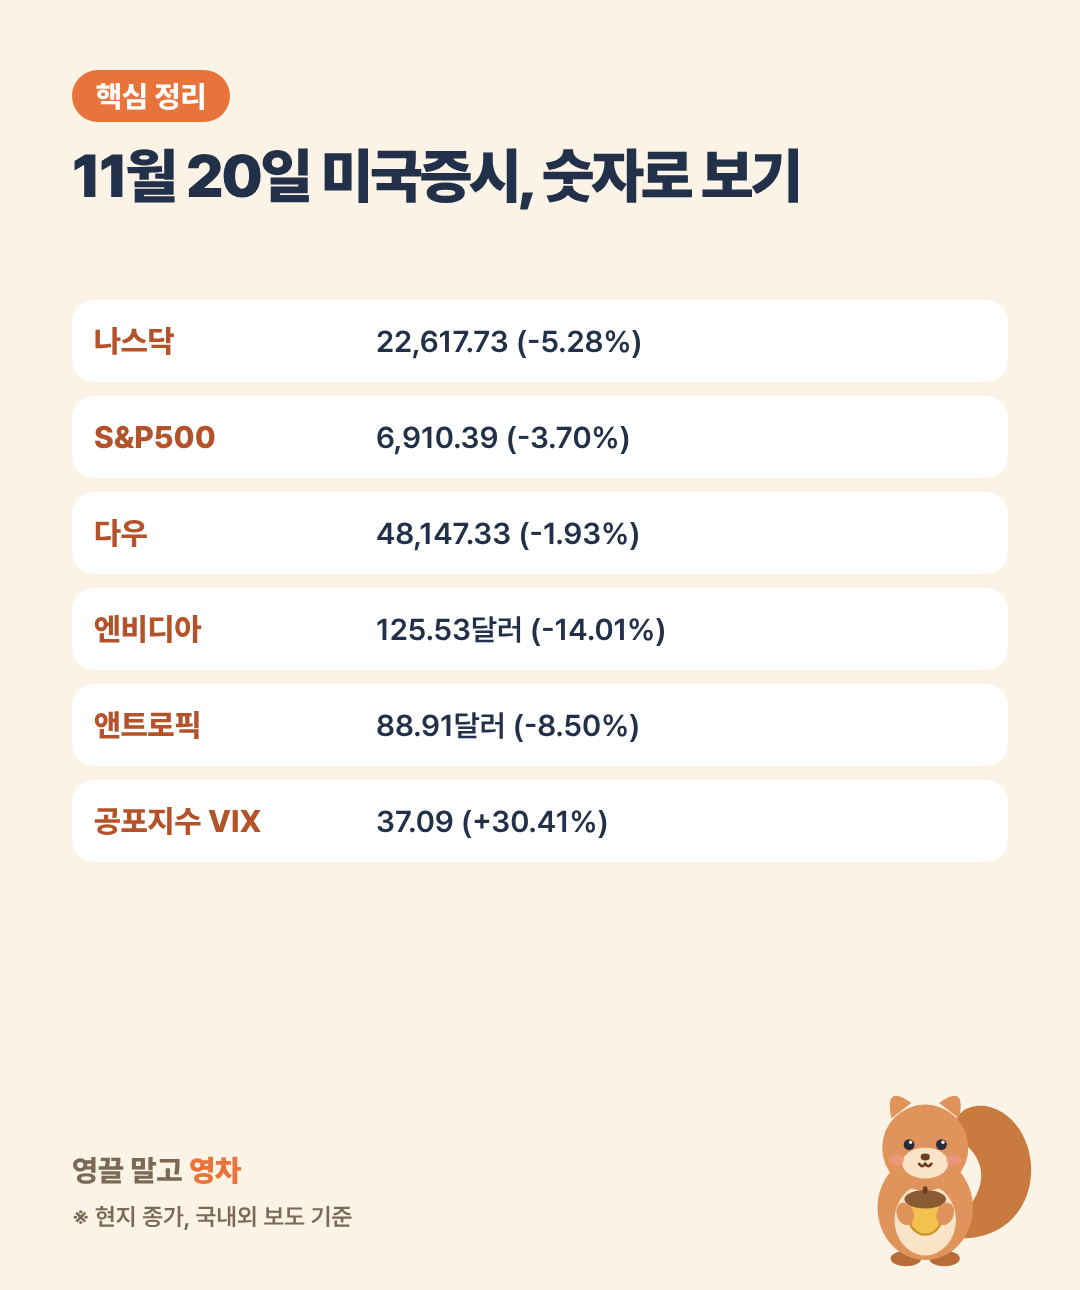 핵심 정리
11월 20일 미국증시, 숫자로 보기
나스닥 22,617.73 (-5.28%)
S&P500 6,910.39 (-3.70%)
다우 48,147.33 (-1.93%)
엔비디아 125.53달러 (-14.01%)
앤트로픽 88.91달러 (-8.50%)
공포지수 VIX 37.09 (+30.41%)
영끌 말고 영차
※ 현지 종가, 국내외 보도 기준